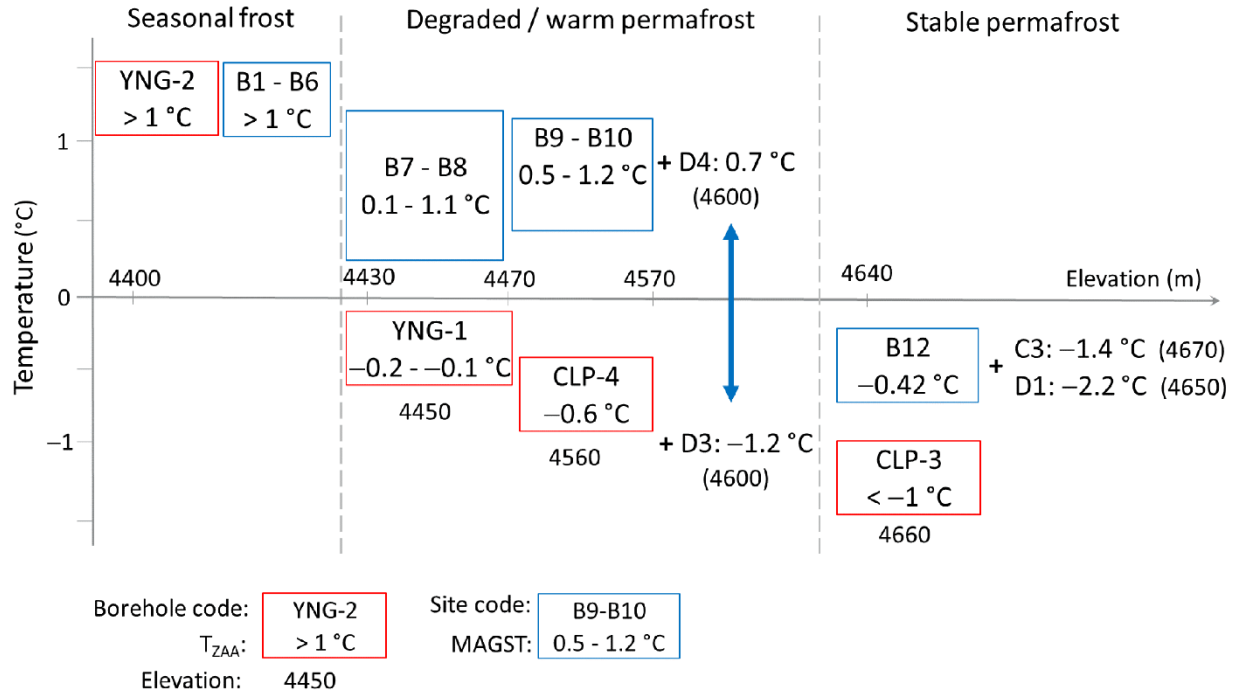 Seasonal frost
Degraded / warm permafrost
Stable permafrost
Temperature (°C)
1
0
−1
YNG-2
> 1 °C
B1 - B6
> 1 °C
B7 - B8
0.1 - 1.1 °C
B9 - B10
0.5 - 1.2 °C
+ D4: 0.7 °C
(4600)
4400
4430
4470
4570
4640
Elevation (m)
YNG-1
−0.2 - −0.1 °C
4450
CLP-4
−0.6 °C
4560
+ D3: −1.2 °C
(4600)
B12
−0.42 °C
+ C3: −1.4 °C (4670)
D1: −2.2 °C (4650)
CLP-3
< −1 °C
4660
Borehole code: YNG-2
TZAA: > 1 °C
Elevation: 4450
Site code: B9-B10
MAGST: 0.5 - 1.2 °C